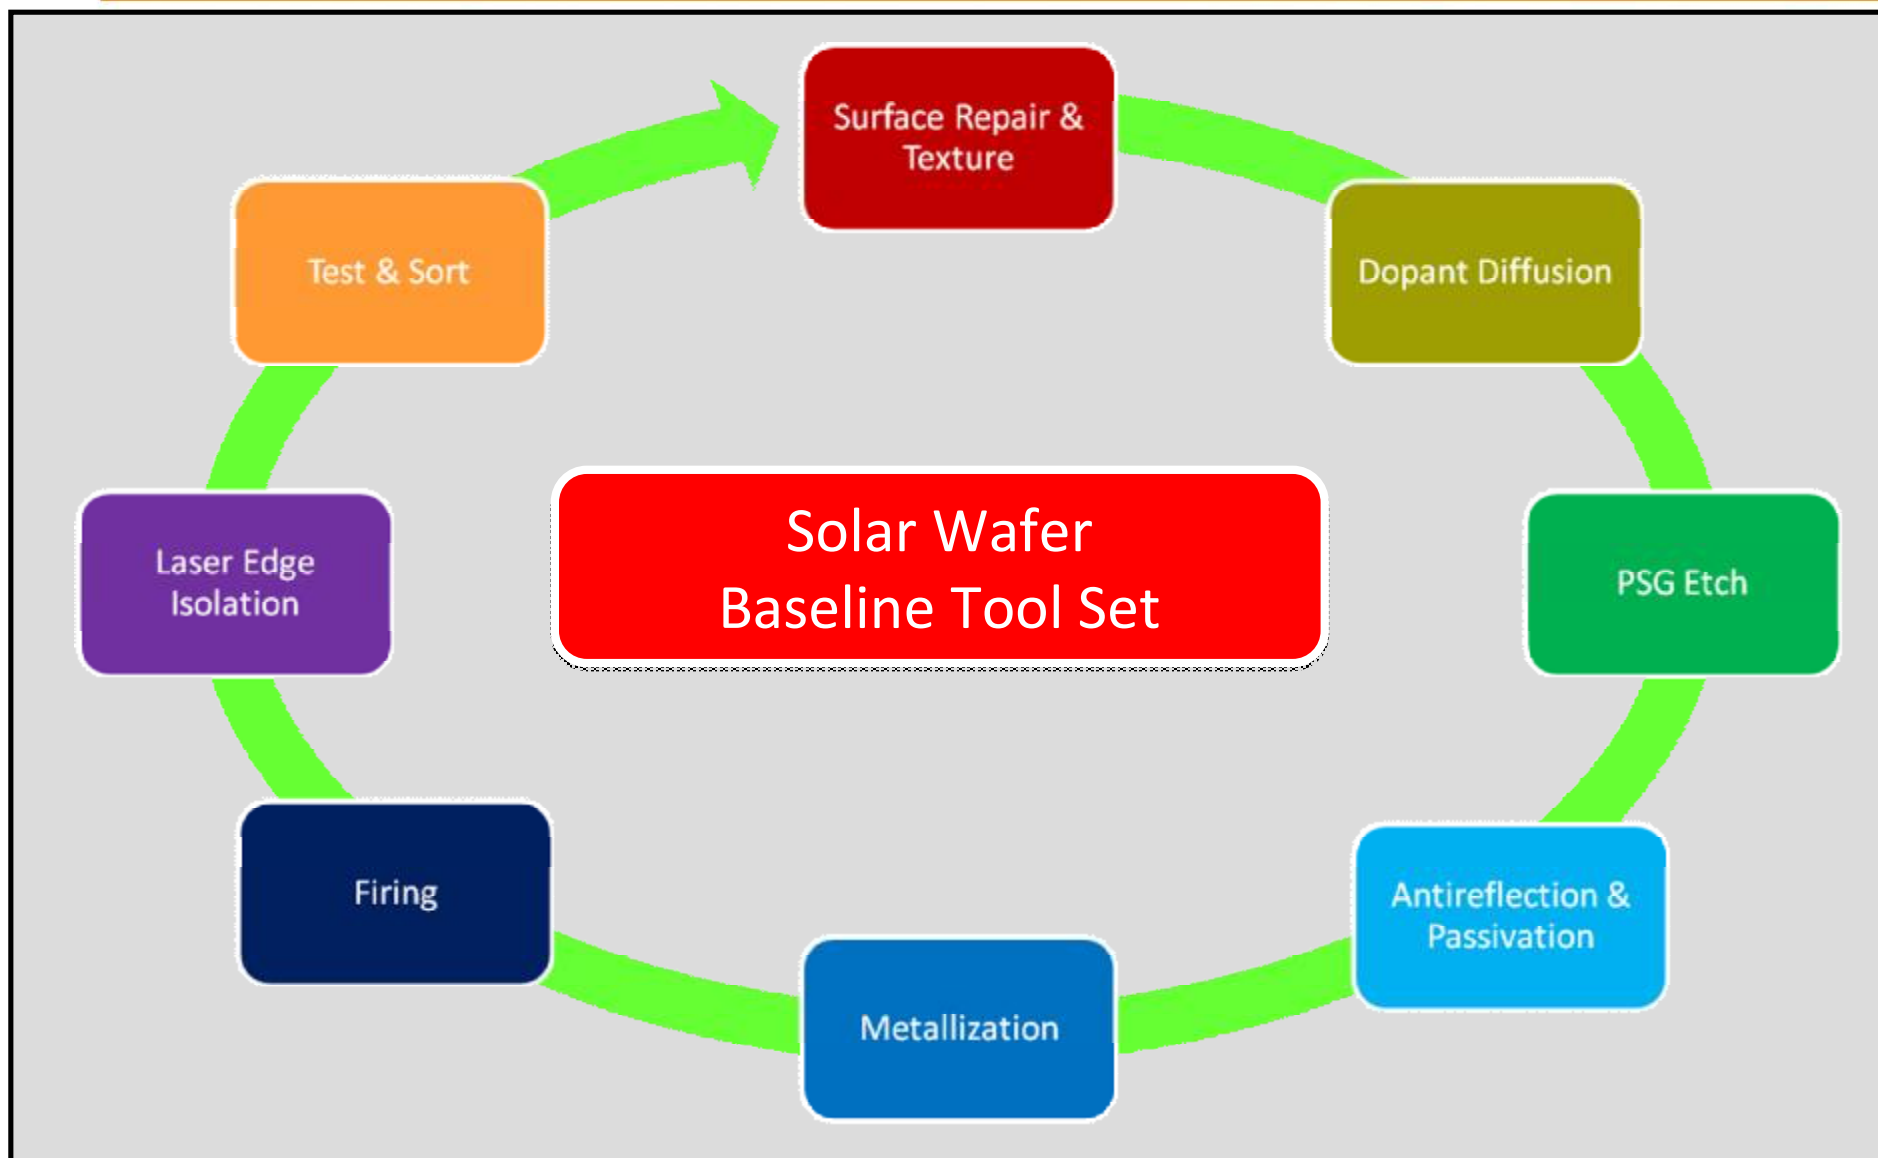 Surface Repair &
Texture
Dopant Diffusion
PSG Etch
Antireflection &
Passivation
Metallization
Firing
Laser Edge
Isolation
Test & Sort
Solar Wafer
Baseline Tool Set